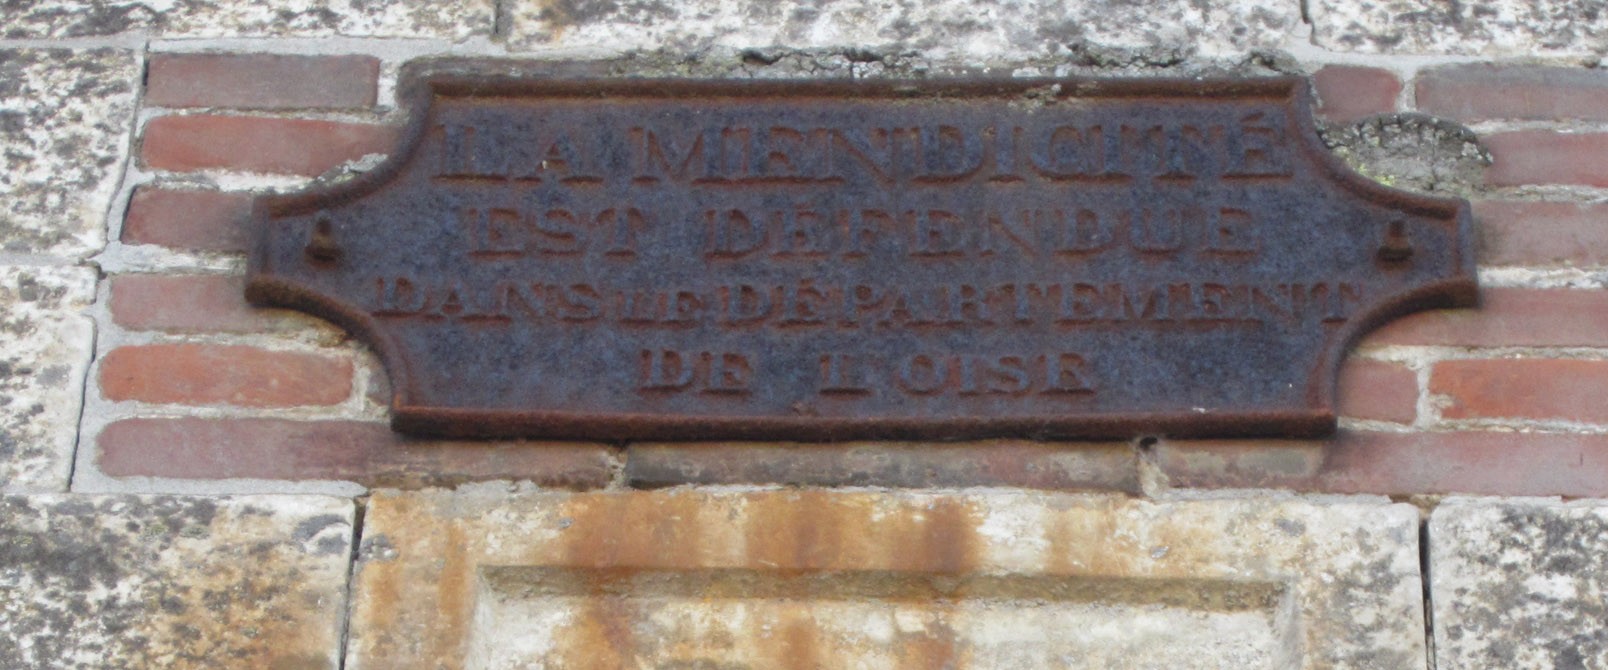 LA MENDICITÉ
EST DÉFENDUE
DANS LE DÉPARTEMENT
DE L'OISE